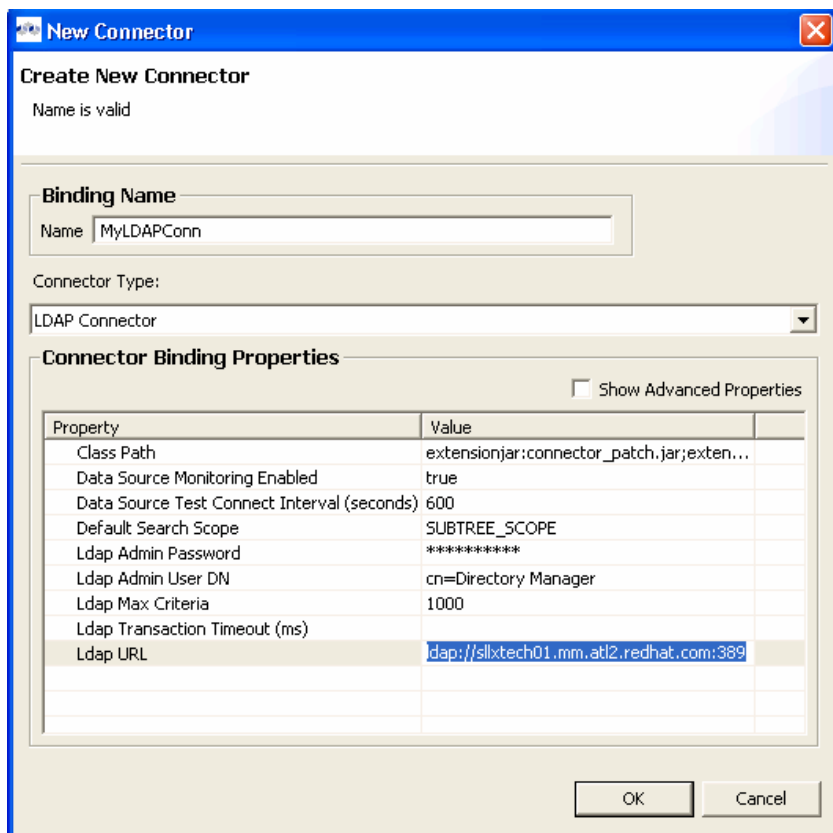 New Connector
Create New Connector
Name is valid
Binding Name
Name MyLDAPConn
Connector Type:
LDAP Connector
Connector Binding Properties
Show Advanced Properties
Property Value
Class Path extensionjar:connector_patch.jar;exten...
Data Source Monitoring Enabled true
Data Source Test Connect Interval (seconds) 600
Default Search Scope SUBTREE_SCOPE
Ldap Admin Password **********
Ldap Admin User DN cn=Directory Manager
Ldap Max Criteria 1000
Ldap Transaction Timeout (ms)
Ldap URL ldap://sllxtech01.mm.atl2.redhat.com:389
OK Cancel